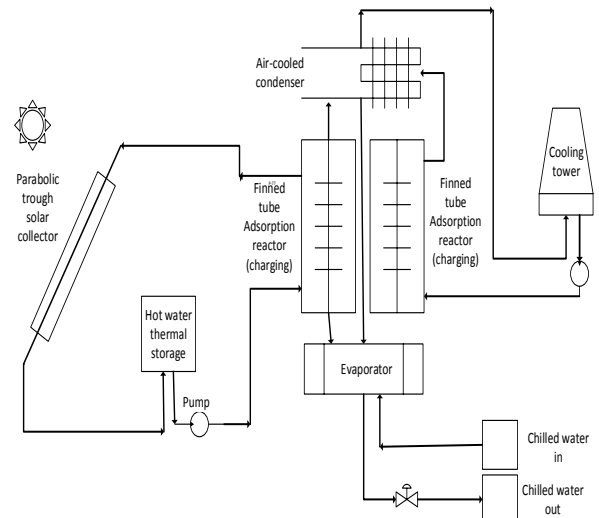 Air-cooled
condenser
Parabolic
trough
solar
collector
Finned
tube
Adsorption
reactor
(charging)
Finned
tube
Adsorption
reactor
(charging)
Cooling
tower
Hot water
thermal
storage
Pump
Evaporator
Chilled water
in
Chilled water
out